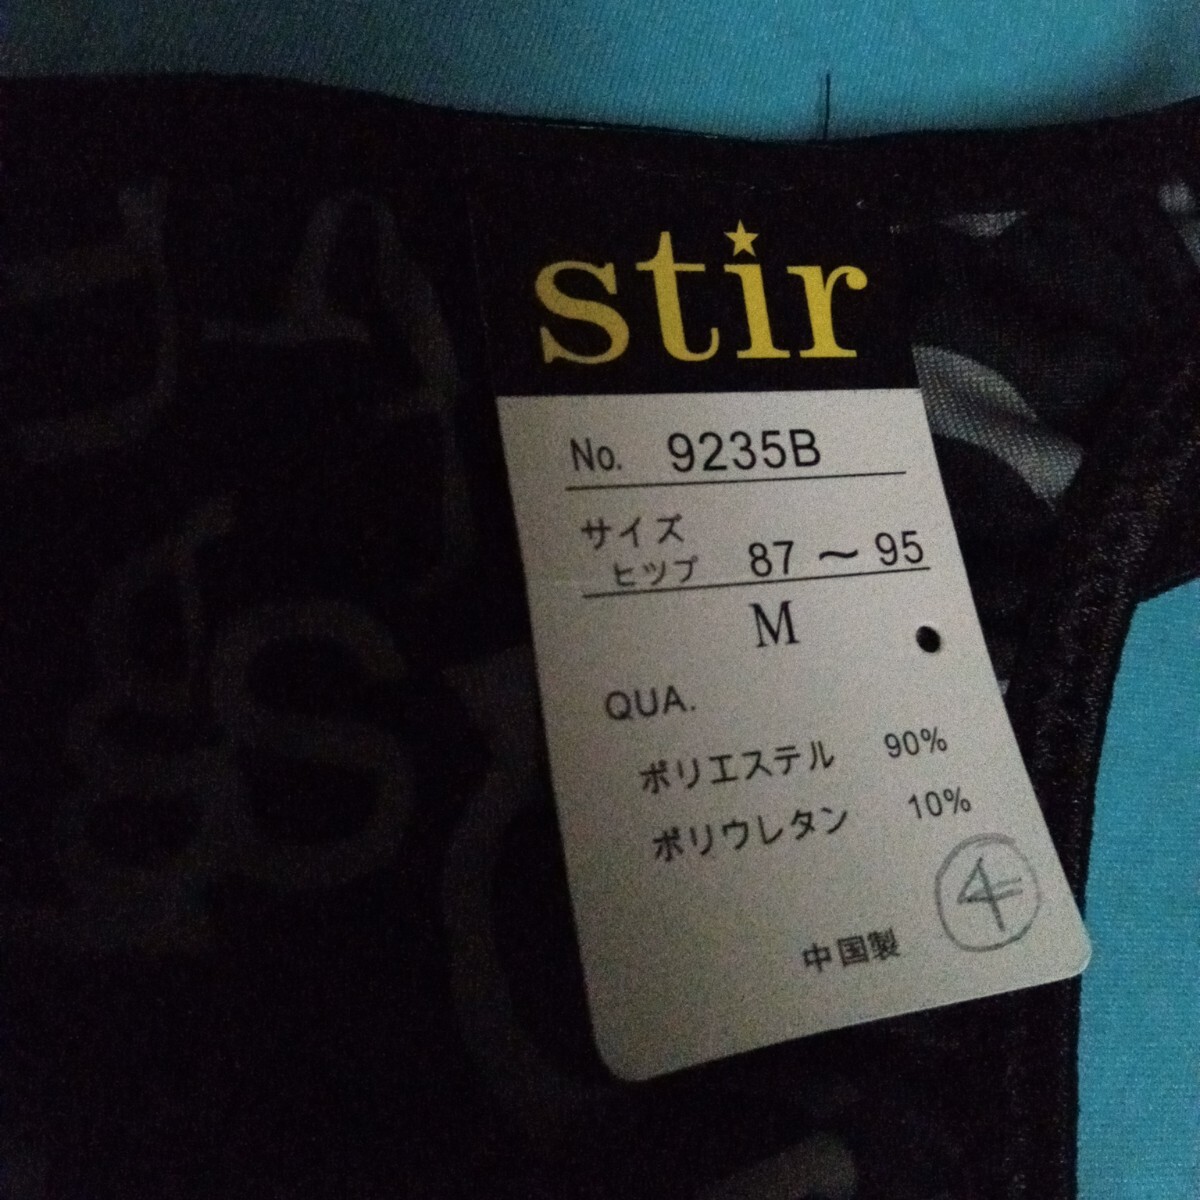 stir
No. 9235B
サイズ
ヒップ 87 ～ 95
M
QUA.
ポリエステル 90%
ポリウレタン 10%
中国製
4